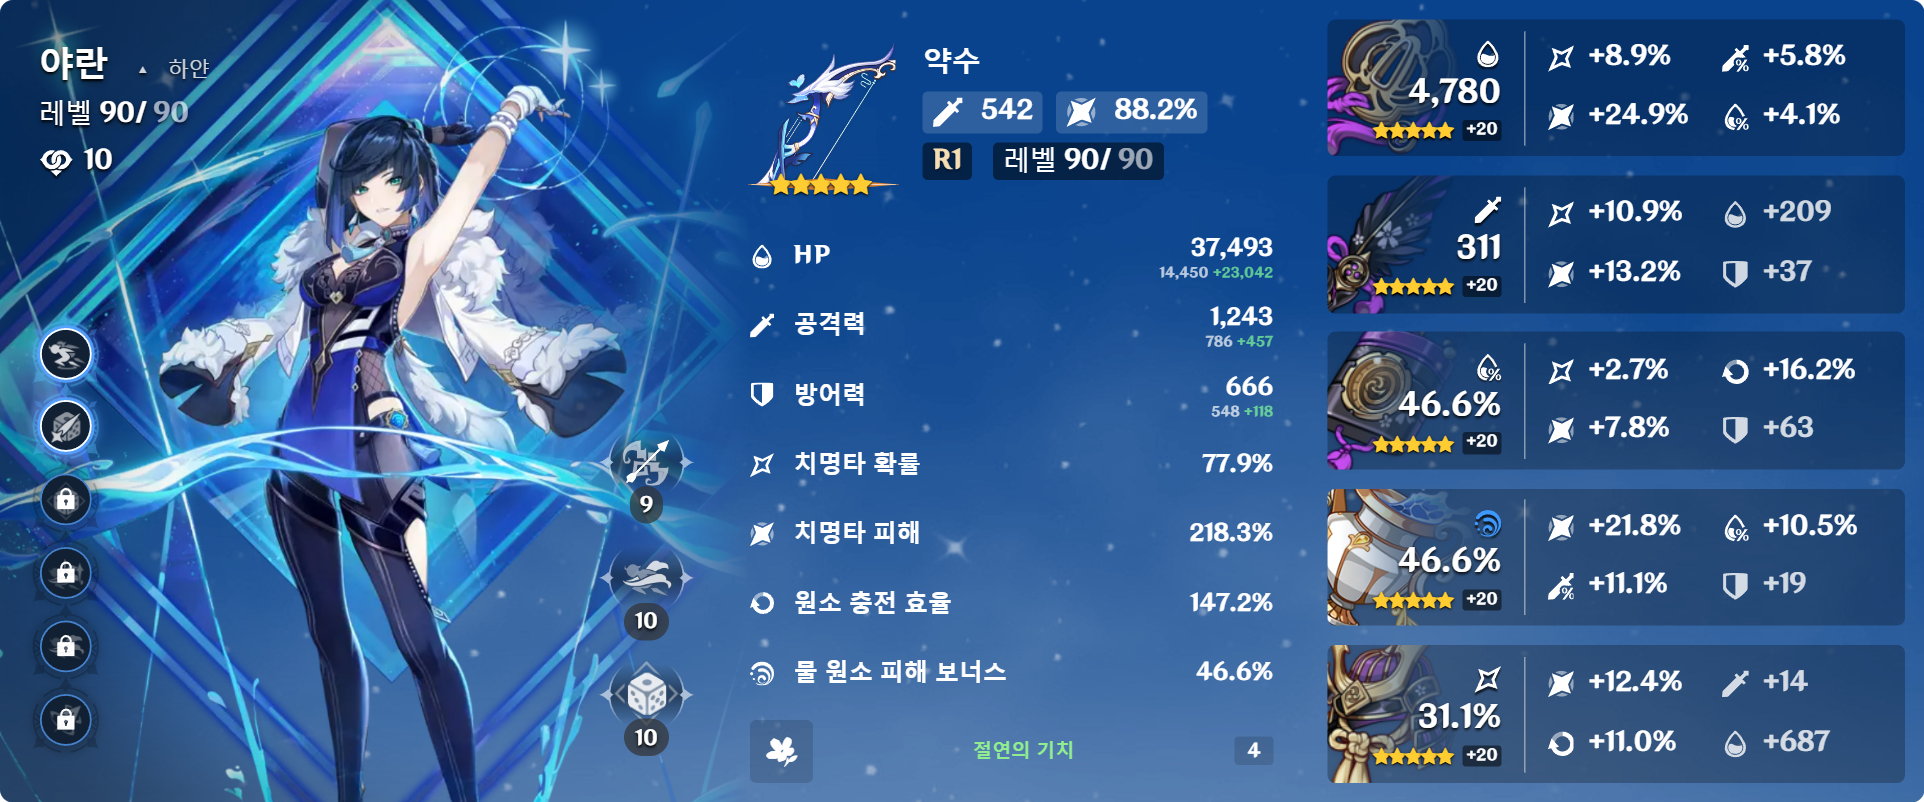 야란 ▲ 하얀
레벨 90/ 90
10
9
10
10
약수
542 88.2%
R1 레벨 90/ 90
HP 37,493
14,450 +23,042
공격력 1,243
786 +457
방어력 666
548 +118
치명타 확률 77.9%
치명타 피해 218.3%
원소 충전 효율 147.2%
물 원소 피해 보너스 46.6%
절연의 기치 4
4,780
+20
+8.9% +5.8%
+24.9% +4.1%
311
+20
+10.9% +209
+13.2% +37
46.6%
+20
+2.7% +16.2%
+7.8% +63
46.6%
+20
+21.8% +10.5%
+11.1% +19
31.1%
+20
+12.4% +14
+11.0% +687